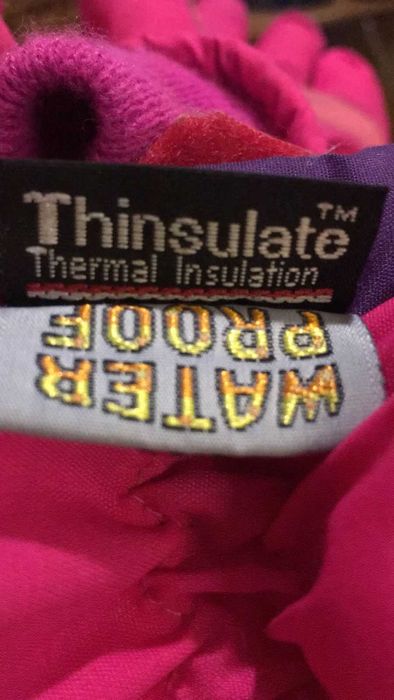 Thinsulate™
Thermal Insulation
WATER
PROOF